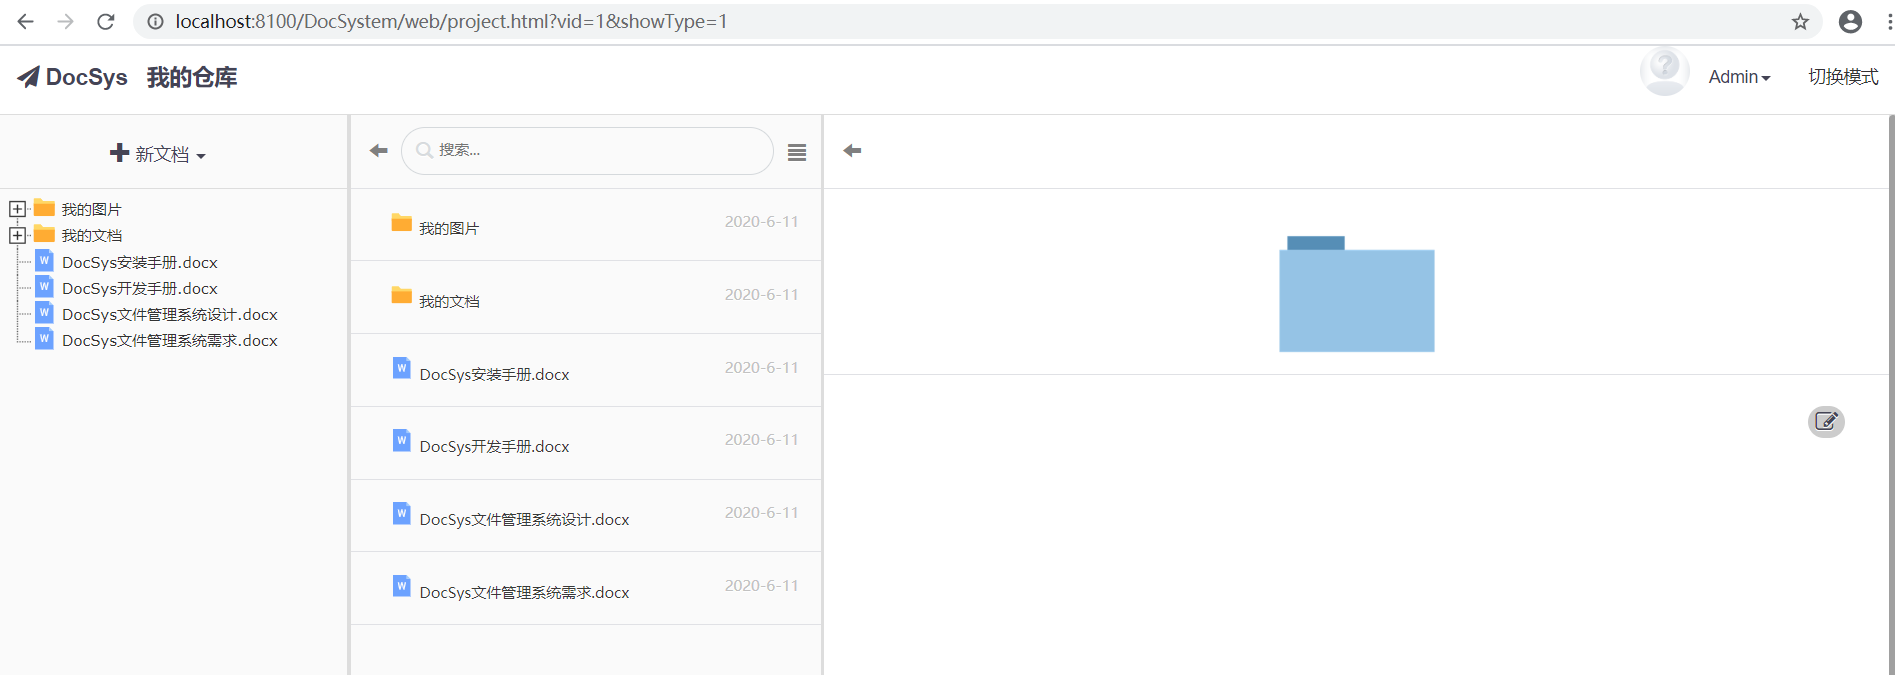 localhost:8100/DocSystem/web/project.html?vid=1&showType=1
DocSys 我的仓库
Admin 切换模式
新文档
我的图片
我的文档
DocSys安装手册.docx
DocSys开发手册.docx
DocSys文件管理系统设计.docx
DocSys文件管理系统需求.docx
搜索...
我的图片 2020-6-11
我的文档 2020-6-11
DocSys安装手册.docx 2020-6-11
DocSys开发手册.docx 2020-6-11
DocSys文件管理系统设计.docx 2020-6-11
DocSys文件管理系统需求.docx 2020-6-11